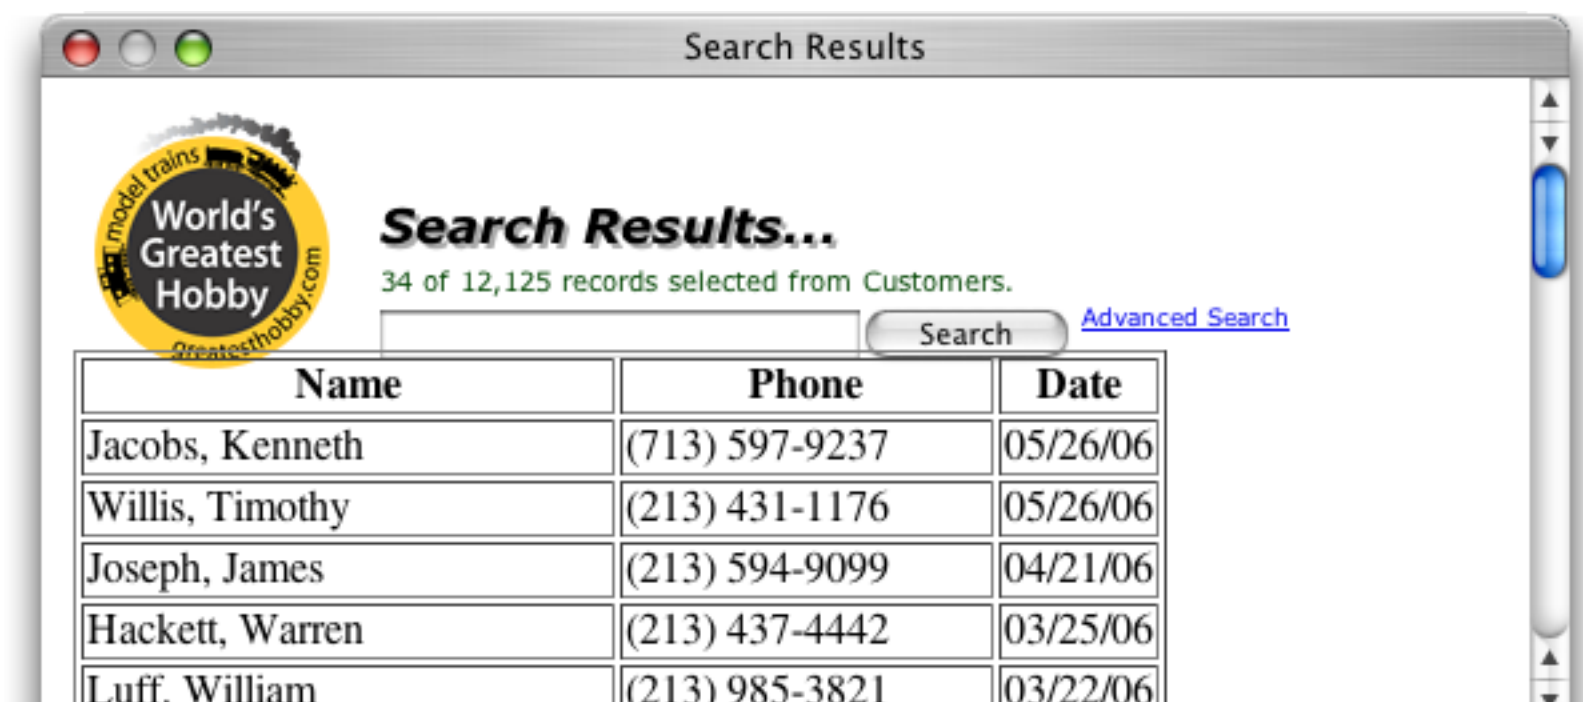 Search Results
model trains
World's
Greatest
Hobby
greatesthobby.com
Search Results...
34 of 12,125 records selected from Customers.
Search Advanced Search
Name Phone Date
Jacobs, Kenneth (713) 597-9237 05/26/06
Willis, Timothy (213) 431-1176 05/26/06
Joseph, James (213) 594-9099 04/21/06
Hackett, Warren (213) 437-4442 03/25/06
Luff, William (213) 985-3821 03/22/06